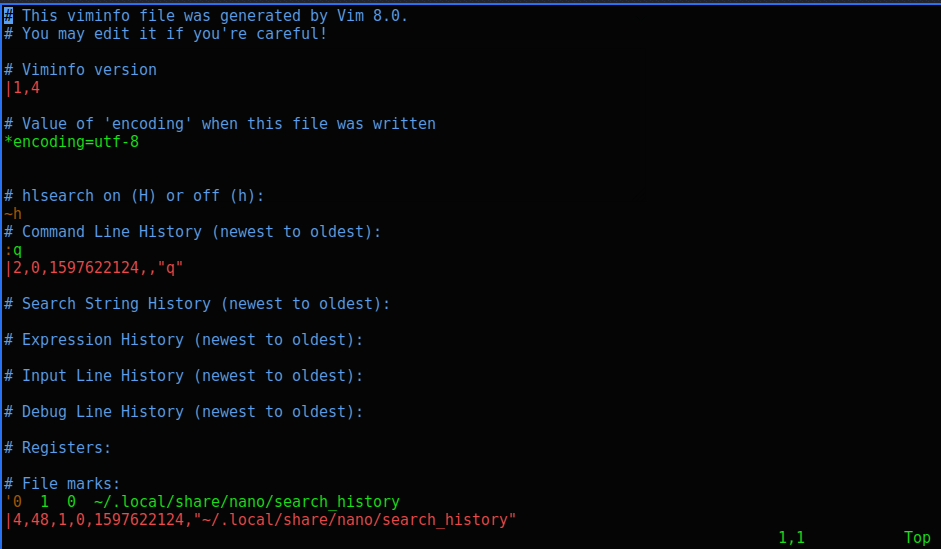 # This viminfo file was generated by Vim 8.0.
# You may edit it if you're careful!
# Viminfo version
|1,4
# Value of 'encoding' when this file was written
*encoding=utf-8
# hlsearch on (H) or off (h):
~h
# Command Line History (newest to oldest):
:q
|2,0,1597622124,,"q"
# Search String History (newest to oldest):
# Expression History (newest to oldest):
# Input Line History (newest to oldest):
# Debug Line History (newest to oldest):
# Registers:
# File marks:
'0  1  0  ~/.local/share/nano/search_history
|4,48,1,0,1597622124,"~/.local/share/nano/search_history"
1,1 Top